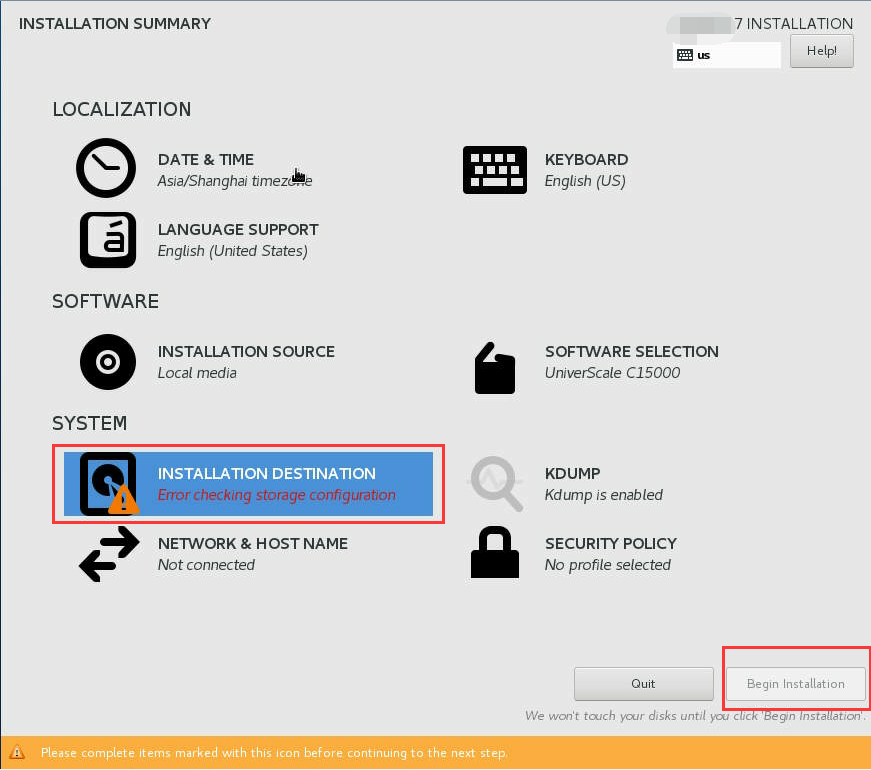 INSTALLATION SUMMARY
7 INSTALLATION
us
Help!
LOCALIZATION
DATE & TIME
Asia/Shanghai timezone
KEYBOARD
English (US)
á
LANGUAGE SUPPORT
English (United States)
SOFTWARE
INSTALLATION SOURCE
Local media
SOFTWARE SELECTION
UniverScale C15000
SYSTEM
INSTALLATION DESTINATION
Error checking storage configuration
KDUMP
Kdump is enabled
NETWORK & HOST NAME
Not connected
SECURITY POLICY
No profile selected
Quit
Begin Installation
We won't touch your disks until you click 'Begin Installation'.
Please complete items marked with this icon before continuing to the next step.